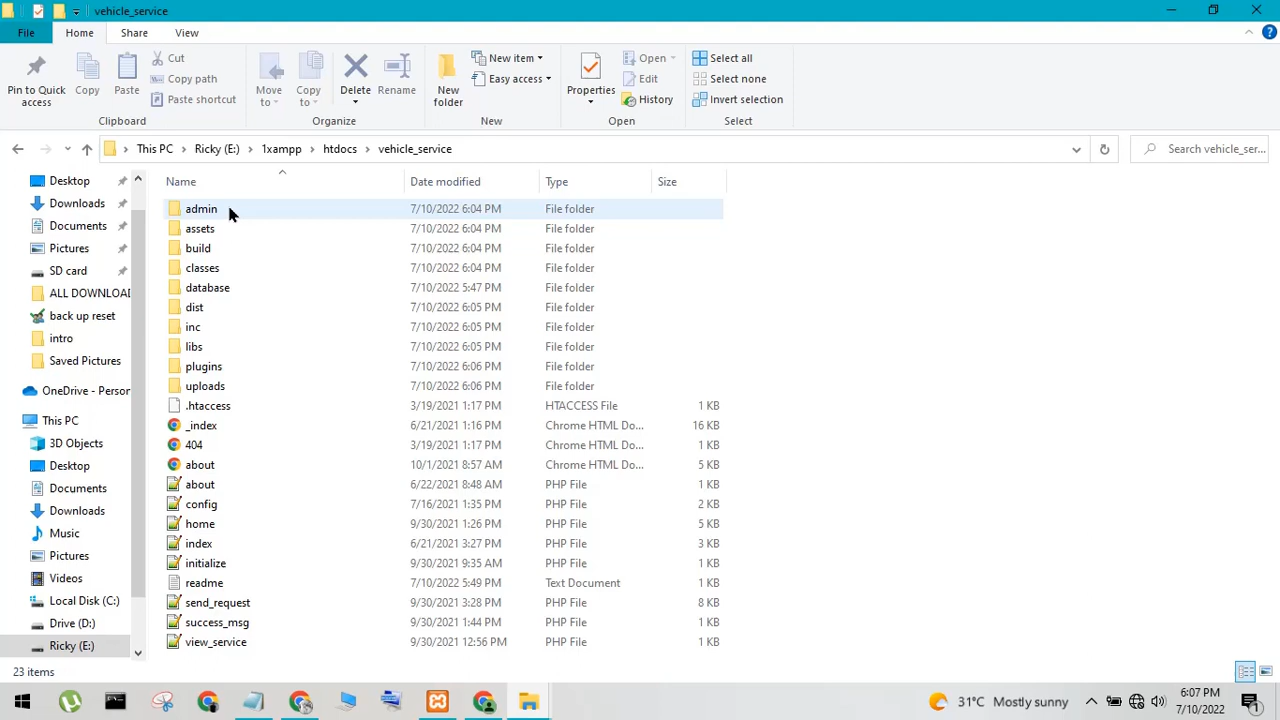 vehicle_service
File Home Share View
Pin to Quick access
Copy
Paste
Cut
Copy path
Paste shortcut
Clipboard
Move to
Copy to
Delete
Rename
Organize
New folder
New item
Easy access
New
Properties
Open
Edit
History
Open
Select all
Select none
Invert selection
Select
This PC > Ricky (E:) > 1xampp > htdocs > vehicle_service
Search vehicle_ser...
Desktop
Downloads
Documents
Pictures
SD card
ALL DOWNLOAD
back up reset
intro
Saved Pictures
OneDrive - Person
This PC
3D Objects
Desktop
Documents
Downloads
Music
Pictures
Videos
Local Disk (C:)
Drive (D:)
Ricky (E:)
Name Date modified Type Size
admin 7/10/2022 6:04 PM File folder
assets 7/10/2022 6:04 PM File folder
build 7/10/2022 6:04 PM File folder
classes 7/10/2022 6:04 PM File folder
database 7/10/2022 5:47 PM File folder
dist 7/10/2022 6:05 PM File folder
inc 7/10/2022 6:05 PM File folder
libs 7/10/2022 6:05 PM File folder
plugins 7/10/2022 6:06 PM File folder
uploads 7/10/2022 6:06 PM File folder
.htaccess 3/19/2021 1:17 PM HTACCESS File 1 KB
_index 6/21/2021 1:16 PM Chrome HTML Do... 16 KB
404 3/19/2021 1:17 PM Chrome HTML Do... 1 KB
about 10/1/2021 8:57 AM Chrome HTML Do... 5 KB
about 6/22/2021 8:48 AM PHP File 1 KB
config 7/16/2021 1:35 PM PHP File 2 KB
home 9/30/2021 1:26 PM PHP File 5 KB
index 6/21/2021 3:27 PM PHP File 3 KB
initialize 9/30/2021 9:35 AM PHP File 1 KB
readme 7/10/2022 5:49 PM Text Document 1 KB
send_request 9/30/2021 3:28 PM PHP File 8 KB
success_msg 9/30/2021 1:44 PM PHP File 1 KB
view_service 9/30/2021 12:56 PM PHP File 1 KB
23 items
31°C Mostly sunny
6:07 PM
7/10/2022
1